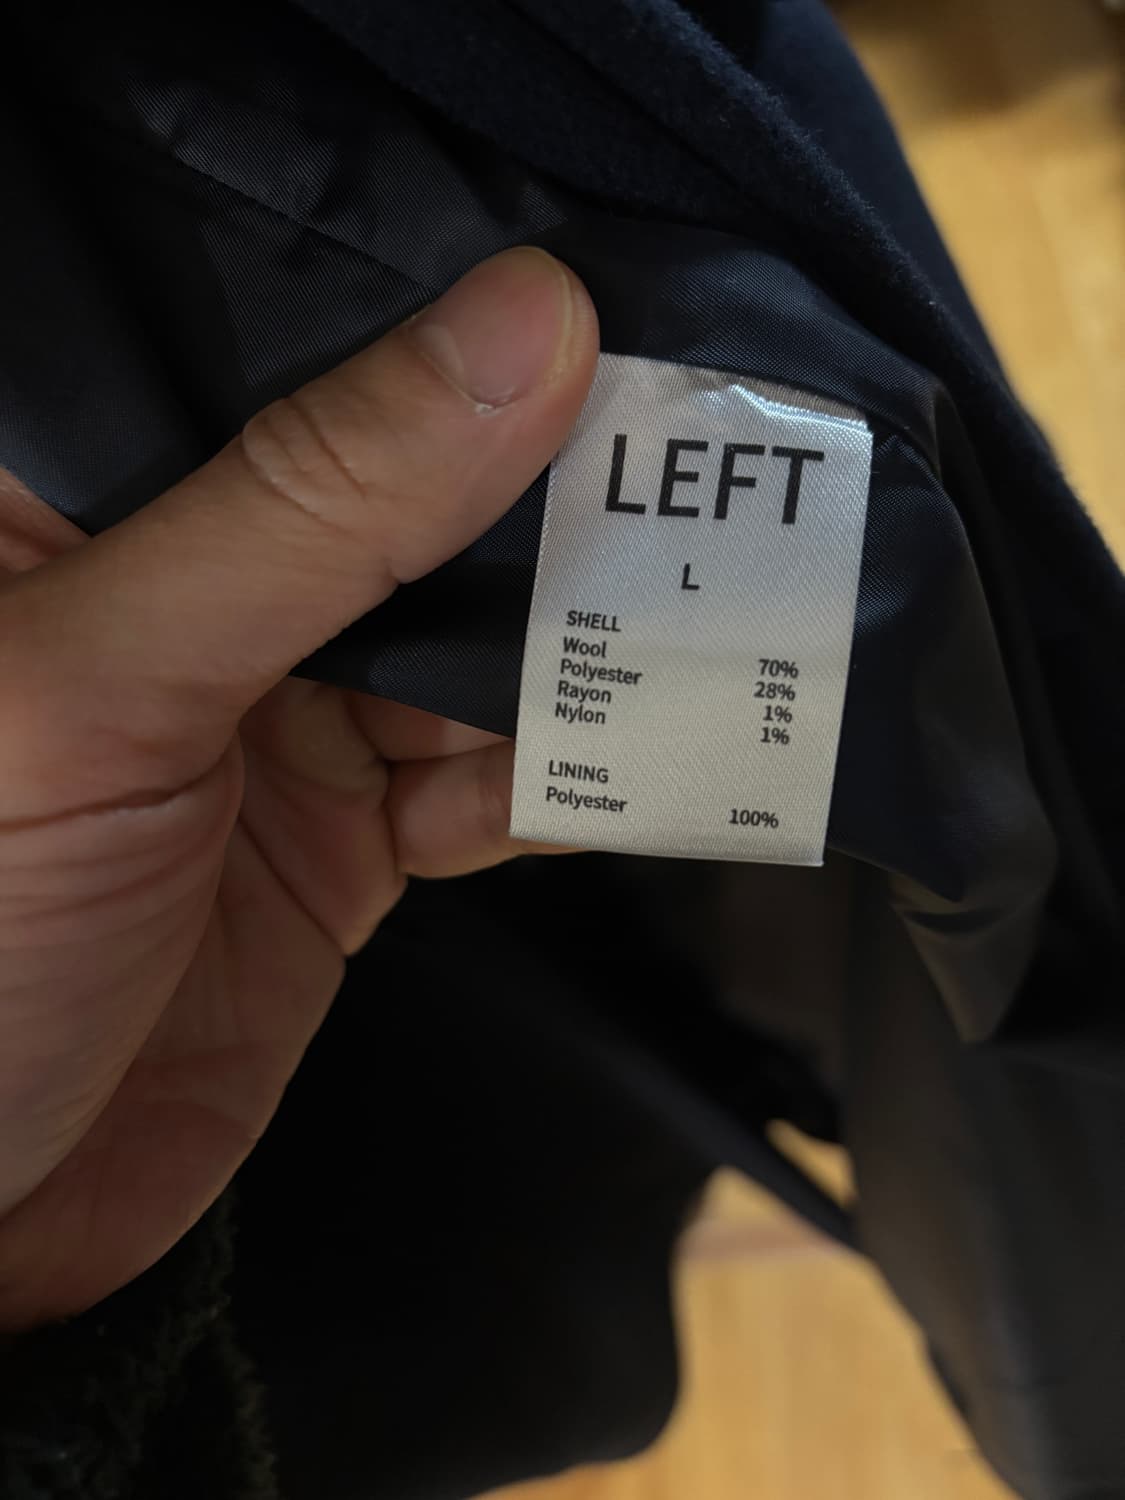 LEFT
L
SHELL
Wool 70%
Polyester 28%
Rayon 1%
Nylon 1%
LINING
Polyester 100%